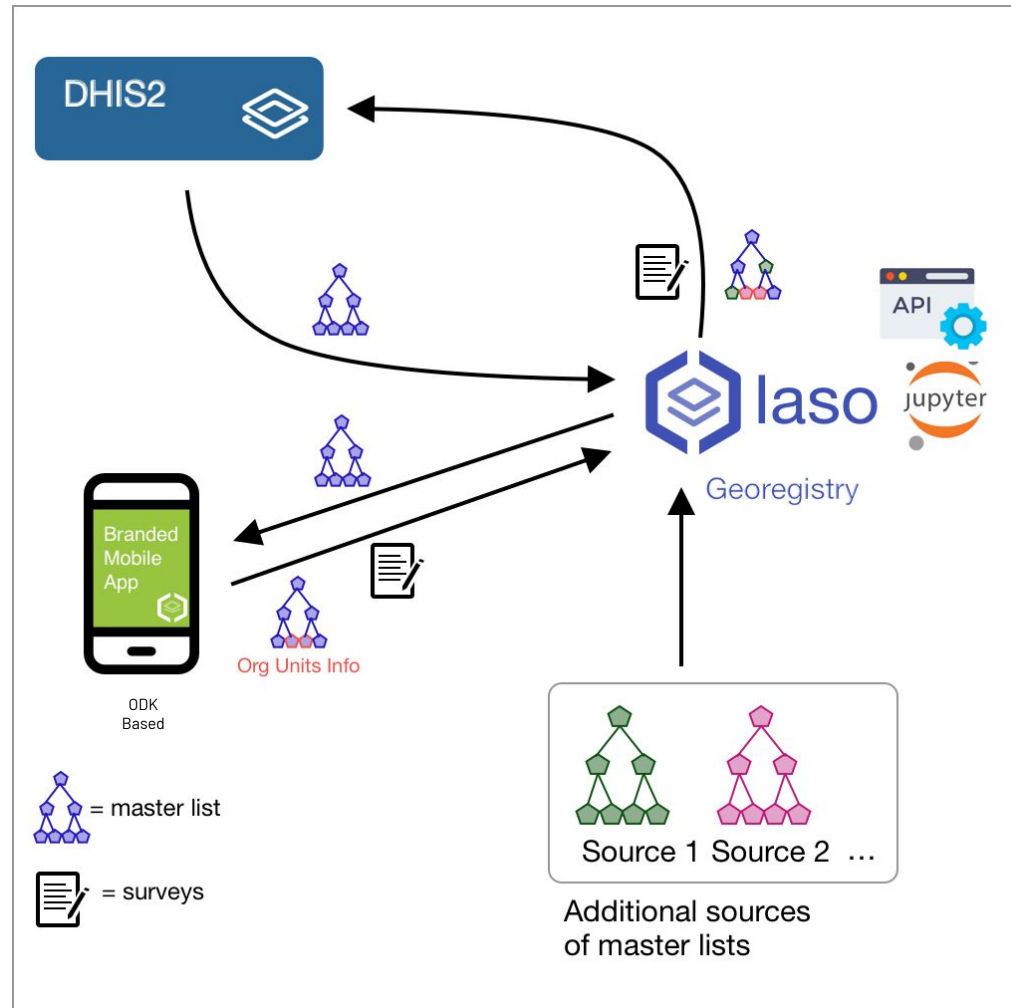 DHIS2
API
Iaso
jupyter
Georegistry
Branded
Mobile
App
Org Units Info
ODK
Based
= master list
= surveys
Source 1 Source 2 ...
Additional sources
of master lists